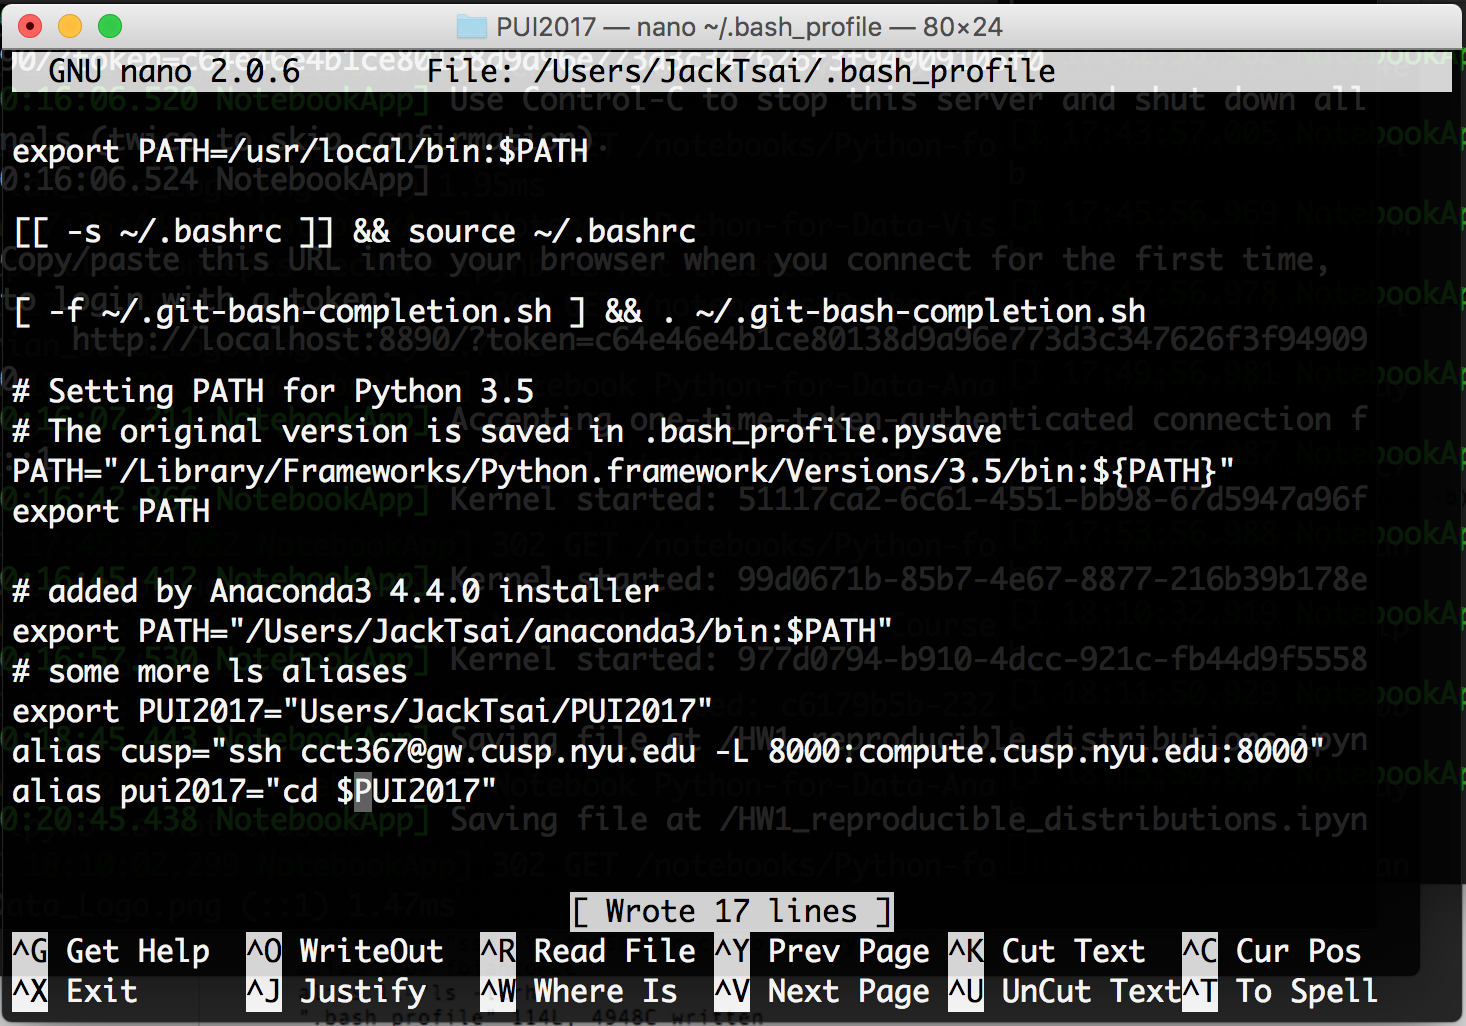 PUI2017 — nano ~/.bash_profile — 80×24
GNU nano 2.0.6 File: /Users/JackTsai/.bash_profile
export PATH=/usr/local/bin:$PATH
[[ -s ~/.bashrc ]] && source ~/.bashrc
[ -f ~/.git-bash-completion.sh ] && . ~/.git-bash-completion.sh
# Setting PATH for Python 3.5
# The original version is saved in .bash_profile.pysave
PATH="/Library/Frameworks/Python.framework/Versions/3.5/bin:${PATH}"
export PATH
# added by Anaconda3 4.4.0 installer
export PATH="/Users/JackTsai/anaconda3/bin:$PATH"
# some more ls aliases
export PUI2017="Users/JackTsai/PUI2017"
alias cusp="ssh cct367@gw.cusp.nyu.edu -L 8000:compute.cusp.nyu.edu:8000"
alias pui2017="cd $PUI2017"
[ Wrote 17 lines ]
^G Get Help ^O WriteOut ^R Read File ^Y Prev Page ^K Cut Text ^C Cur Pos
^X Exit ^J Justify ^W Where Is ^V Next Page ^U UnCut Text ^T To Spell